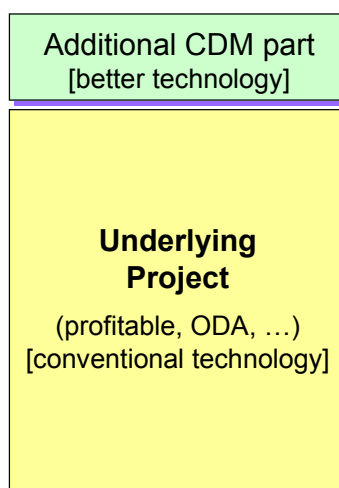 Additional CDM part
[better technology]
Underlying
Project
(profitable, ODA, …)
[conventional technology]